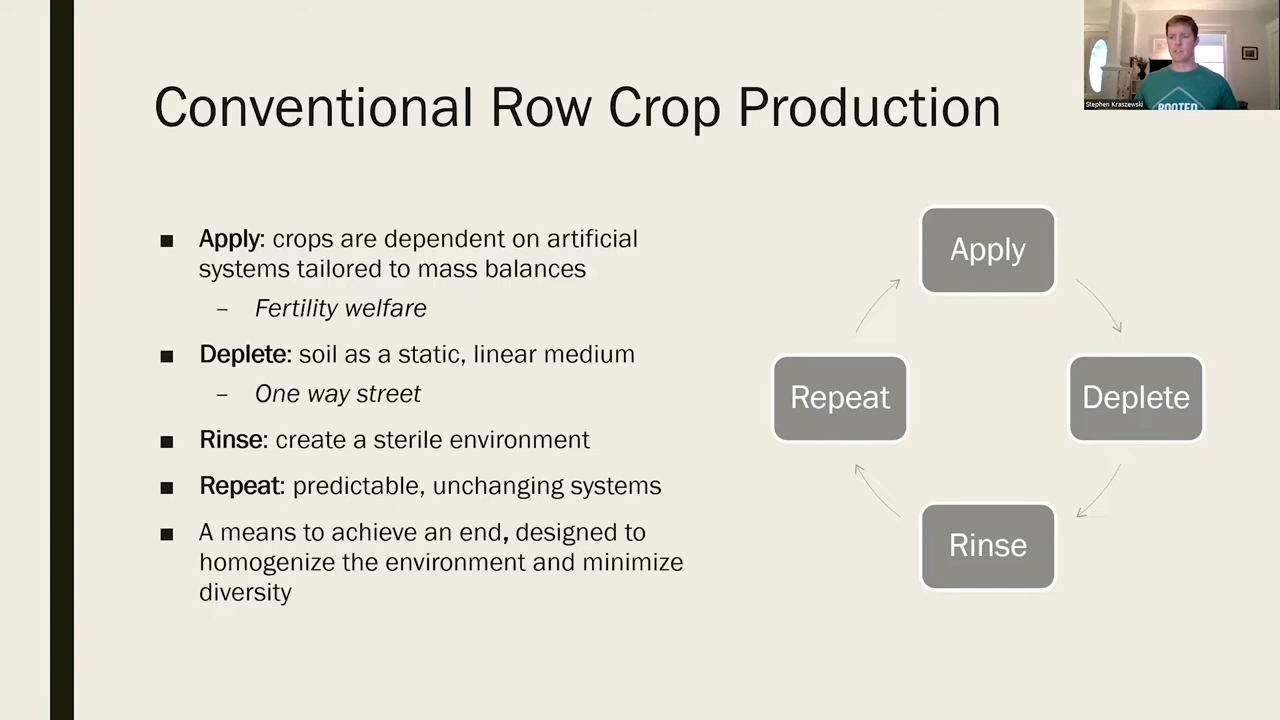 Conventional Row Crop Production
Stephen Kraszewski
ROOTED
■ Apply: crops are dependent on artificial
systems tailored to mass balances
– Fertility welfare
■ Deplete: soil as a static, linear medium
– One way street
■ Rinse: create a sterile environment
■ Repeat: predictable, unchanging systems
■ A means to achieve an end, designed to
homogenize the environment and minimize
diversity
Apply
Deplete
Rinse
Repeat